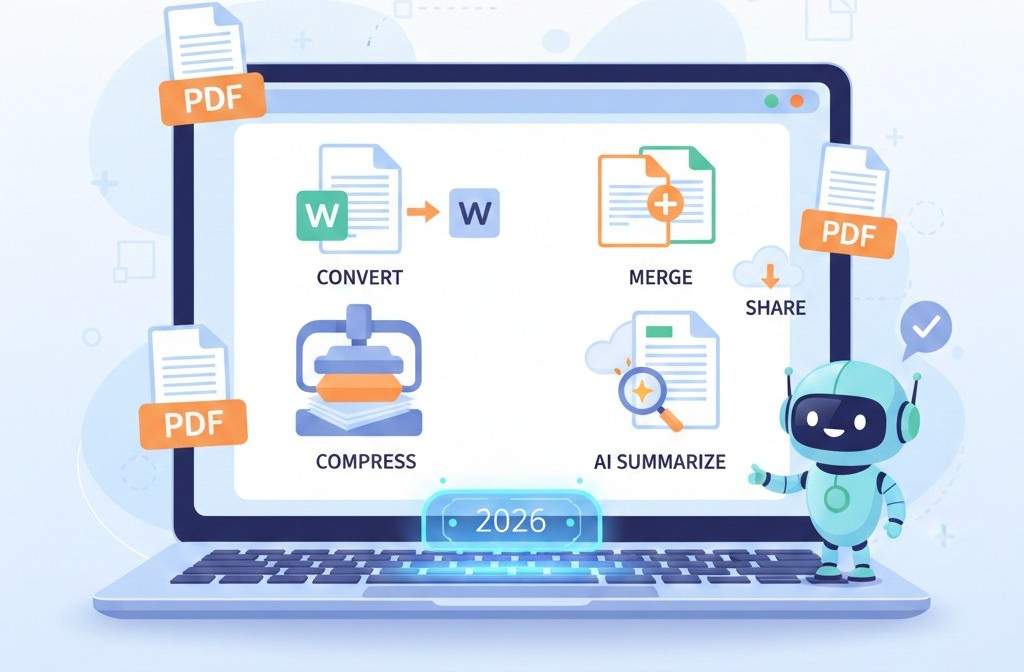 PDF
W
W
CONVERT
MERGE
PDF
SHARE
COMPRESS
AI SUMMARIZE
PDF
2026